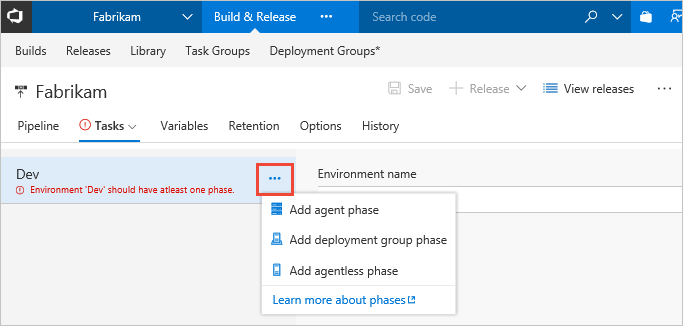 Fabrikam Build & Release ••• Search code
Builds Releases Library Task Groups Deployment Groups*
Fabrikam
Save Release View releases •••
Pipeline Tasks Variables Retention Options History
Dev
Environment 'Dev' should have atleast one phase.
•••
Environment name
Add agent phase
Add deployment group phase
Add agentless phase
Learn more about phases